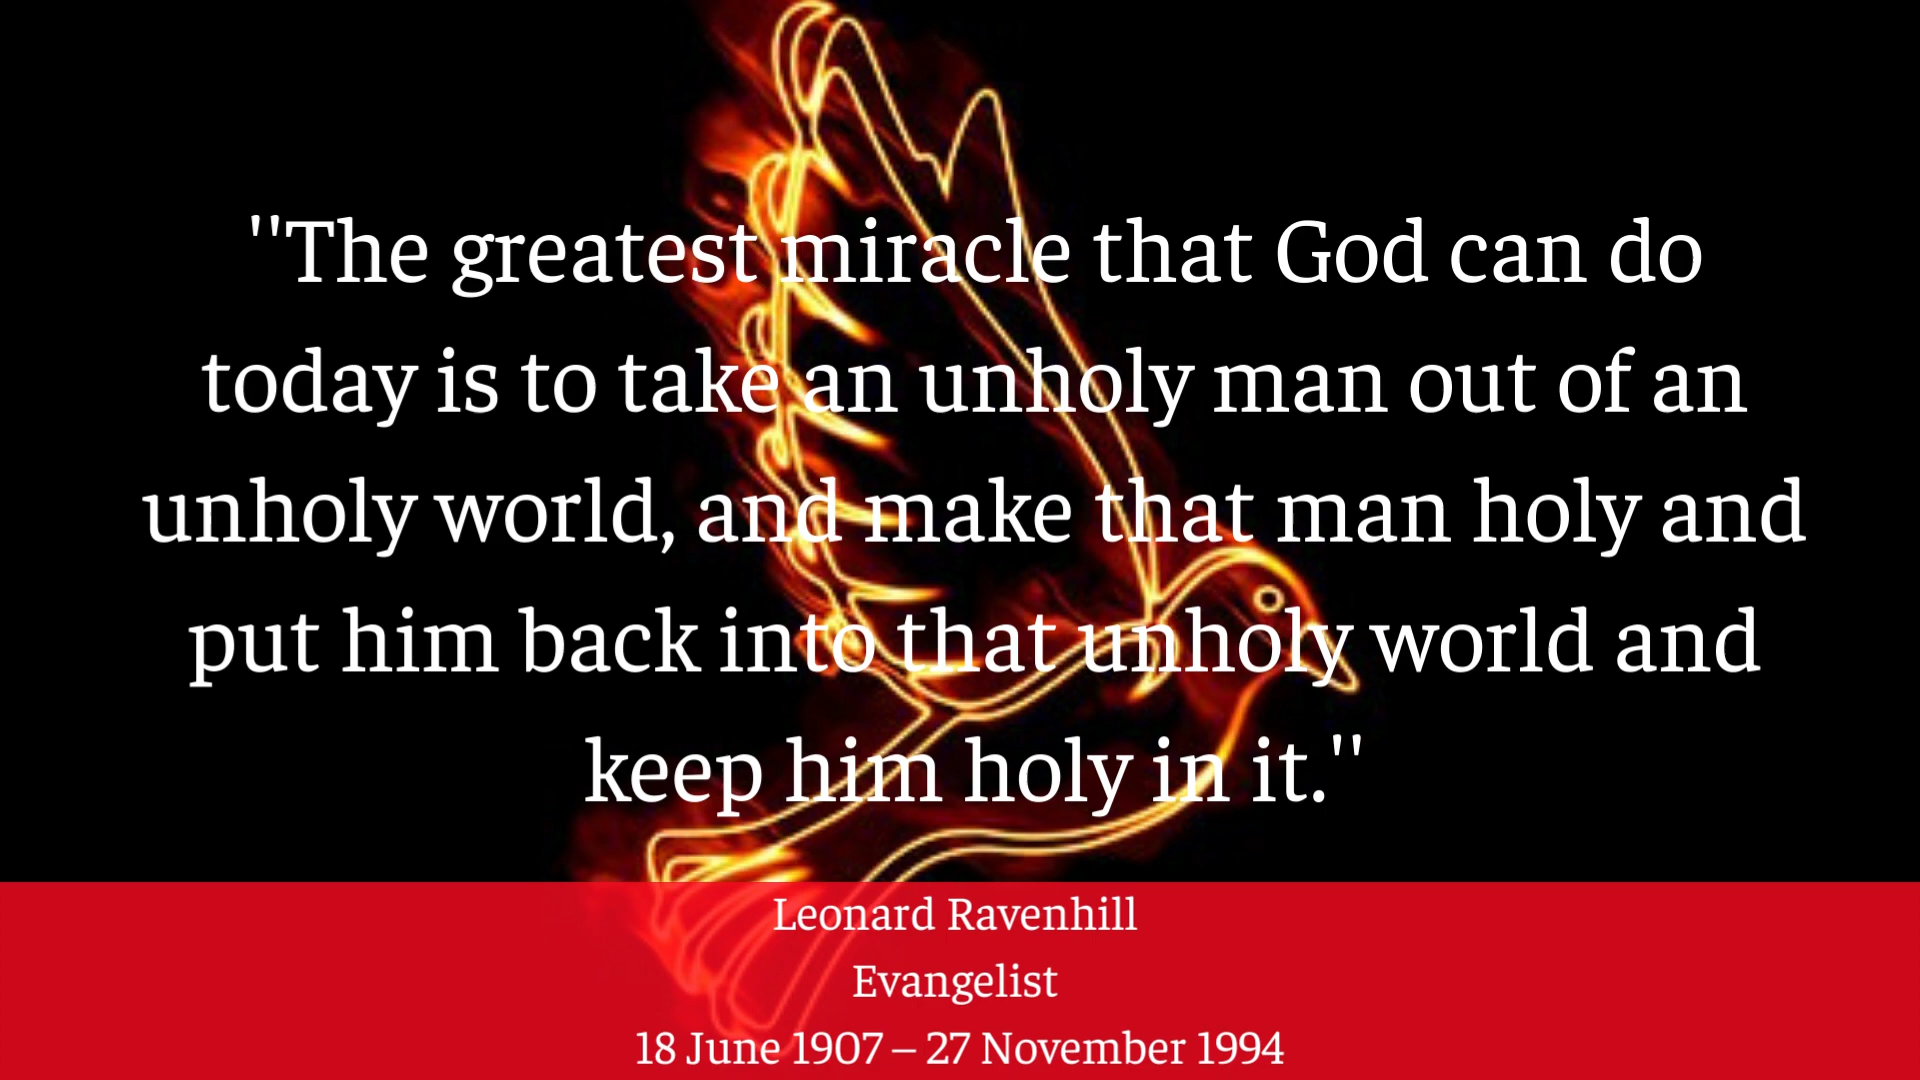 "The greatest miracle that God can do
today is to take an unholy man out of an
unholy world, and make that man holy and
put him back into that unholy world and
keep him holy in it."
Leonard Ravenhill
Evangelist
18 June 1907 – 27 November 1994